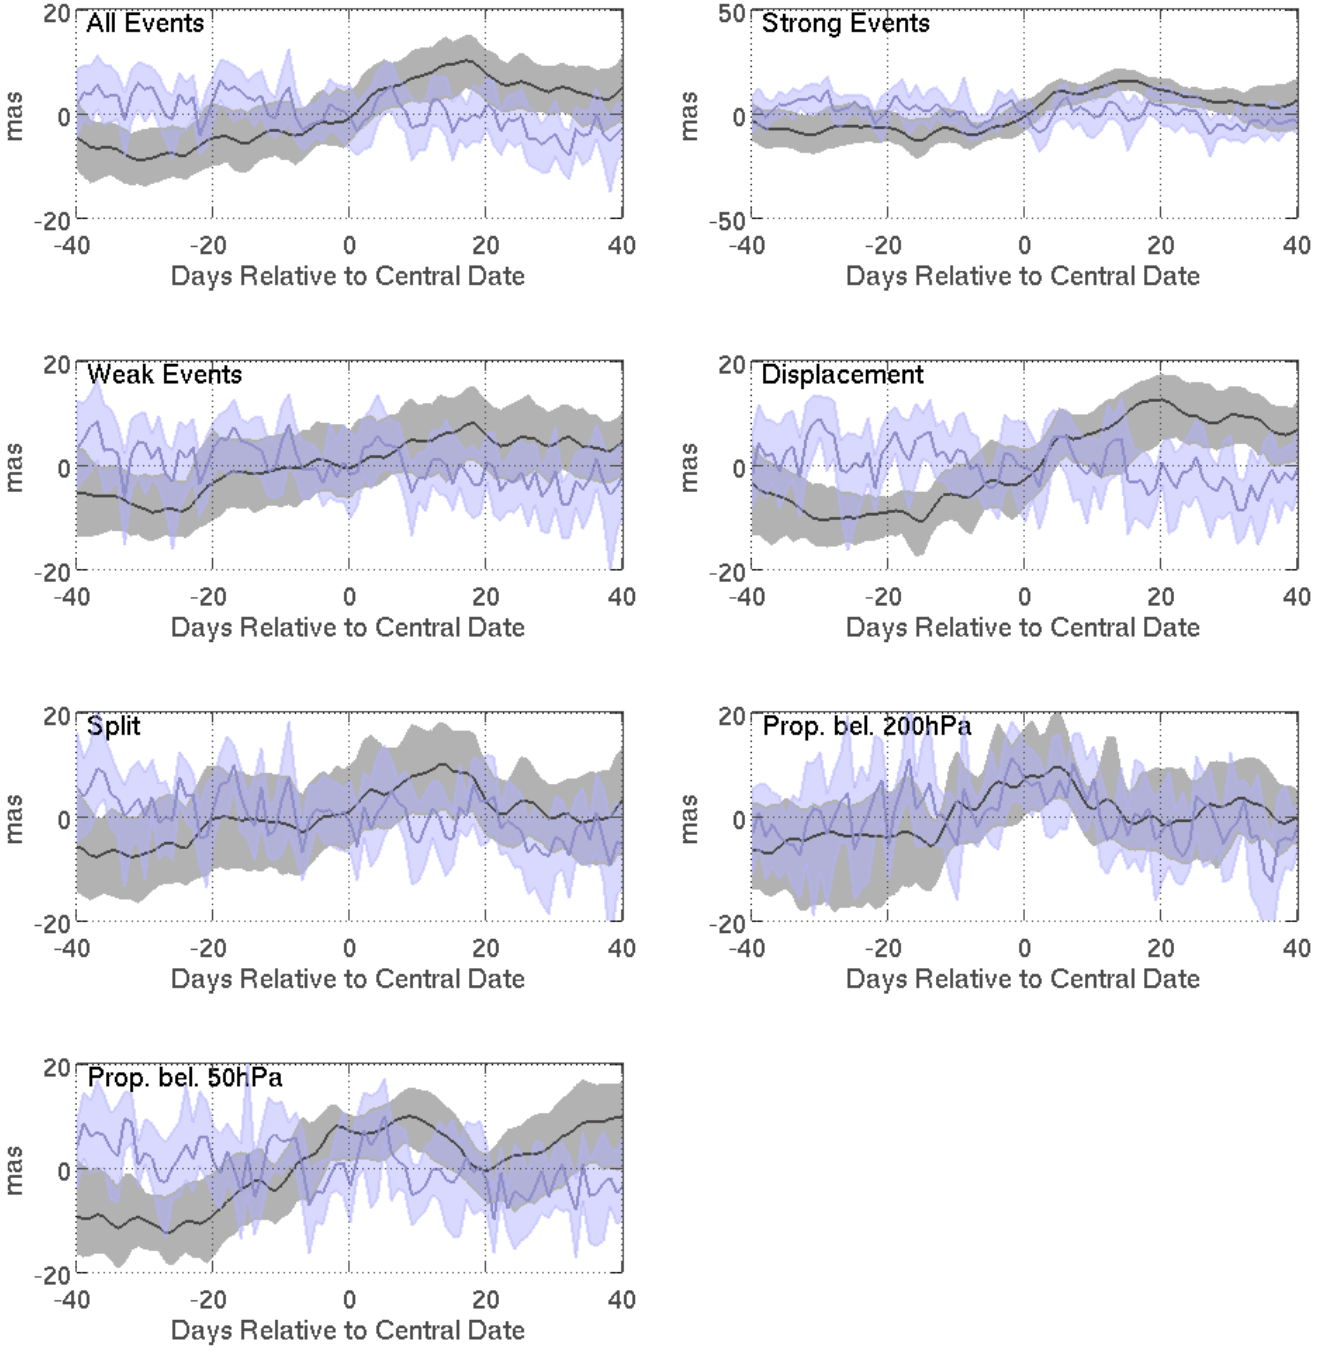 20
All Events
0
mas
-20
-40 -20 0 20 40
Days Relative to Central Date
50
Strong Events
0
mas
-50
-40 -20 0 20 40
Days Relative to Central Date
20
Weak Events
0
mas
-20
-40 -20 0 20 40
Days Relative to Central Date
20
Displacement
0
mas
-20
-40 -20 0 20 40
Days Relative to Central Date
20
Split
0
mas
-20
-40 -20 0 20 40
Days Relative to Central Date
20
Prop. bel. 200hPa
0
mas
-20
-40 -20 0 20 40
Days Relative to Central Date
20
Prop. bel. 50hPa
0
mas
-20
-40 -20 0 20 40
Days Relative to Central Date